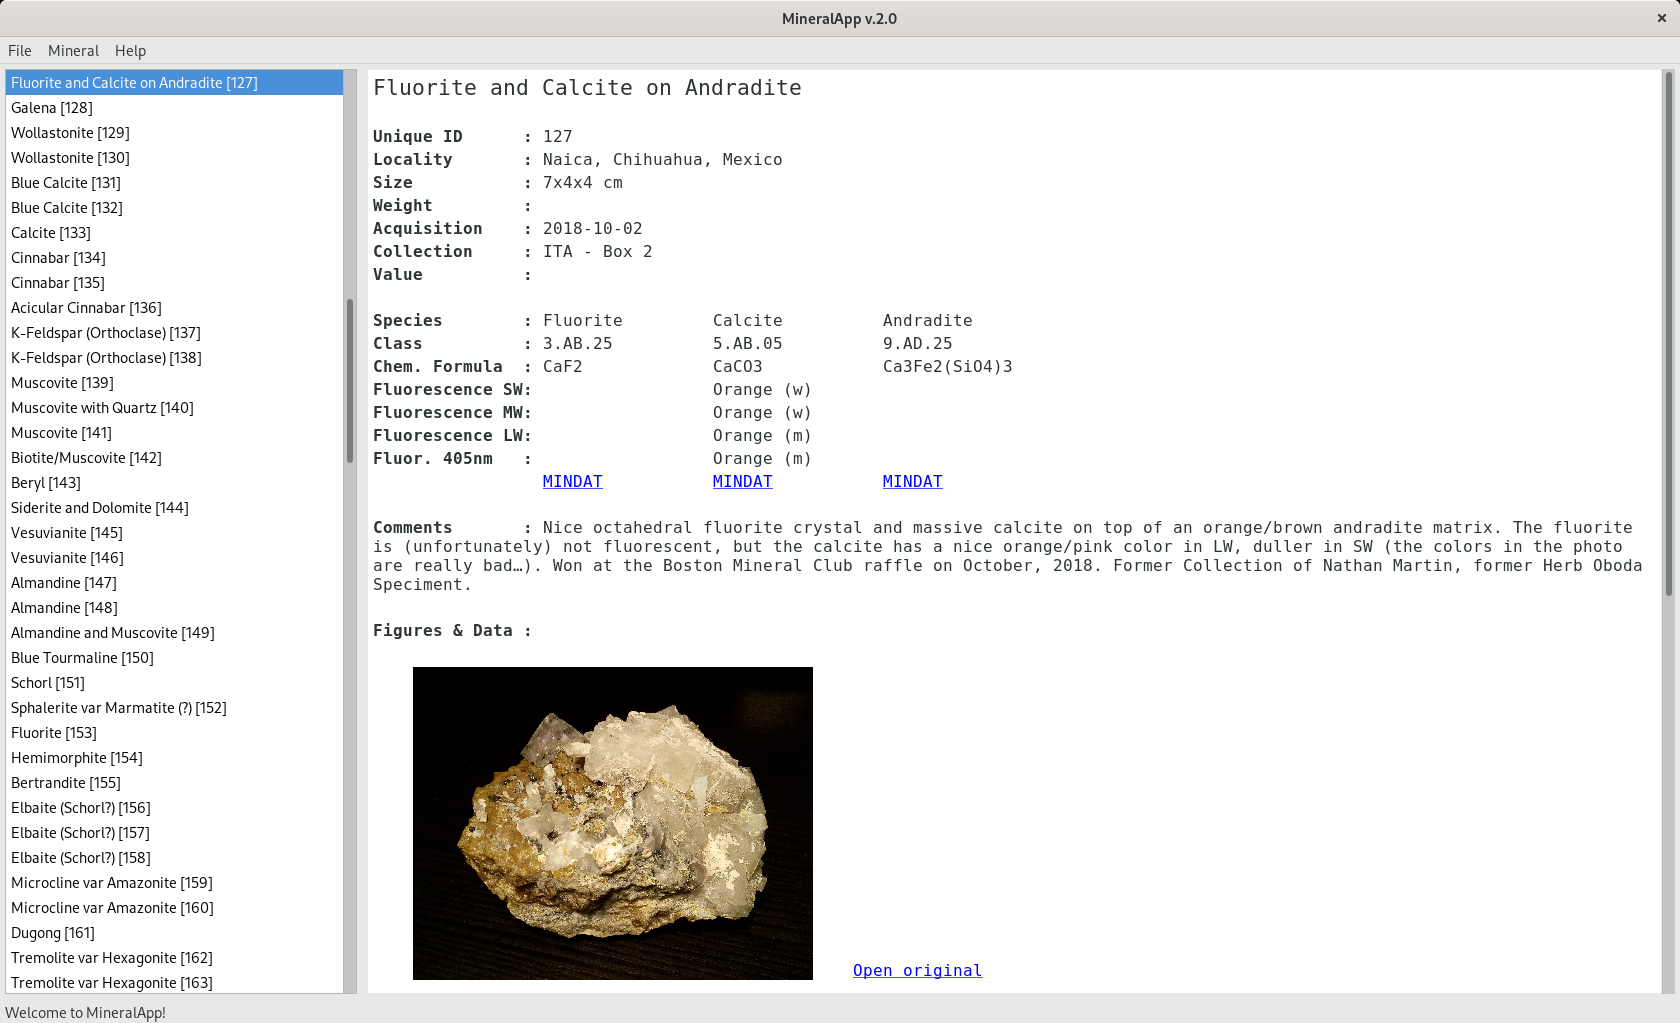 MineralApp v.2.0
×
File Mineral Help
Fluorite and Calcite on Andradite [127]
Galena [128]
Wollastonite [129]
Wollastonite [130]
Blue Calcite [131]
Blue Calcite [132]
Calcite [133]
Cinnabar [134]
Cinnabar [135]
Acicular Cinnabar [136]
K-Feldspar (Orthoclase) [137]
K-Feldspar (Orthoclase) [138]
Muscovite [139]
Muscovite with Quartz [140]
Muscovite [141]
Biotite/Muscovite [142]
Beryl [143]
Siderite and Dolomite [144]
Vesuvianite [145]
Vesuvianite [146]
Almandine [147]
Almandine [148]
Almandine and Muscovite [149]
Blue Tourmaline [150]
Schorl [151]
Sphalerite var Marmatite (?) [152]
Fluorite [153]
Hemimorphite [154]
Bertrandite [155]
Elbaite (Schorl?) [156]
Elbaite (Schorl?) [157]
Elbaite (Schorl?) [158]
Microcline var Amazonite [159]
Microcline var Amazonite [160]
Dugong [161]
Tremolite var Hexagonite [162]
Tremolite var Hexagonite [163]
Fluorite and Calcite on Andradite
Unique ID : 127
Locality : Naica, Chihuahua, Mexico
Size : 7x4x4 cm
Weight :
Acquisition : 2018-10-02
Collection : ITA - Box 2
Value :
Species : Fluorite Calcite Andradite
Class : 3.AB.25 5.AB.05 9.AD.25
Chem. Formula : CaF2 CaCO3 Ca3Fe2(SiO4)3
Fluorescence SW: Orange (w)
Fluorescence MW: Orange (w)
Fluorescence LW: Orange (m)
Fluor. 405nm : Orange (m)
MINDAT MINDAT MINDAT
Comments : Nice octahedral fluorite crystal and massive calcite on top of an orange/brown andradite matrix. The fluorite
is (unfortunately) not fluorescent, but the calcite has a nice orange/pink color in LW, duller in SW (the colors in the photo
are really bad…). Won at the Boston Mineral Club raffle on October, 2018. Former Collection of Nathan Martin, former Herb Oboda
Speciment.
Figures & Data :
Open original
Welcome to MineralApp!